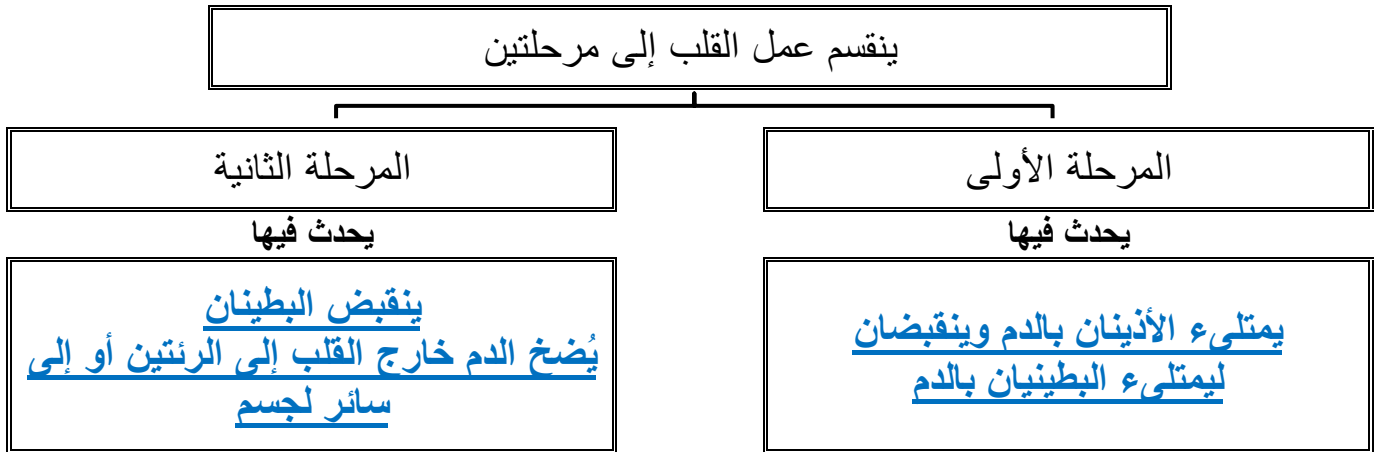 ينقسم عمل القلب إلى مرحلتين
المرحلة الأولى
يحدث فيها
يمتلىء الأذينان بالدم وينقبضان
ليمتلىء البطينيان بالدم
المرحلة الثانية
يحدث فيها
ينقبض البطينان
يُضخ الدم خارج القلب إلى الرئتين أو إلى
سائر لجسم